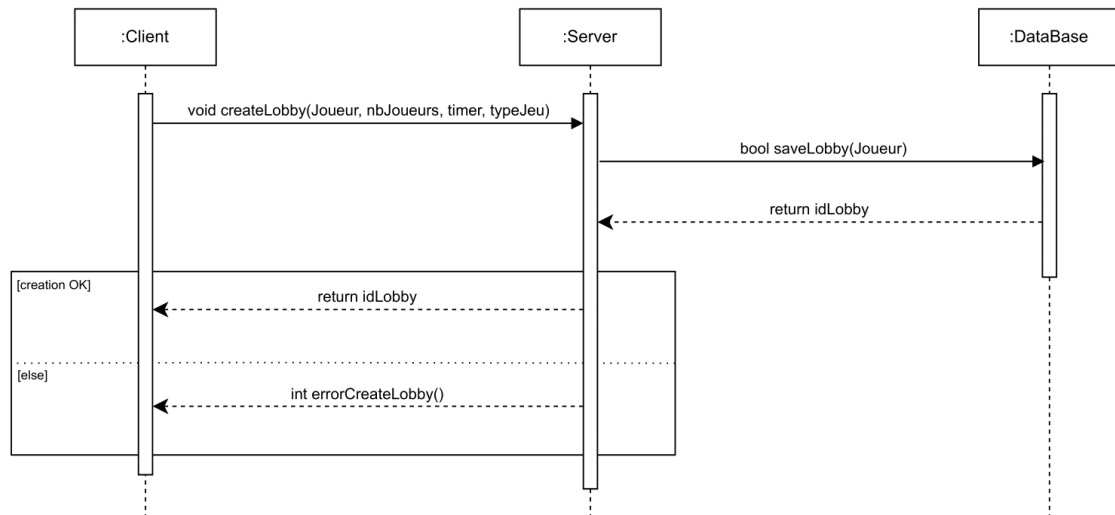 :Client
:Server
:DataBase
void createLobby(Joueur, nbJoueurs, timer, typeJeu)
bool saveLobby(Joueur)
return idLobby
[creation OK]
return idLobby
[else]
int errorCreateLobby()